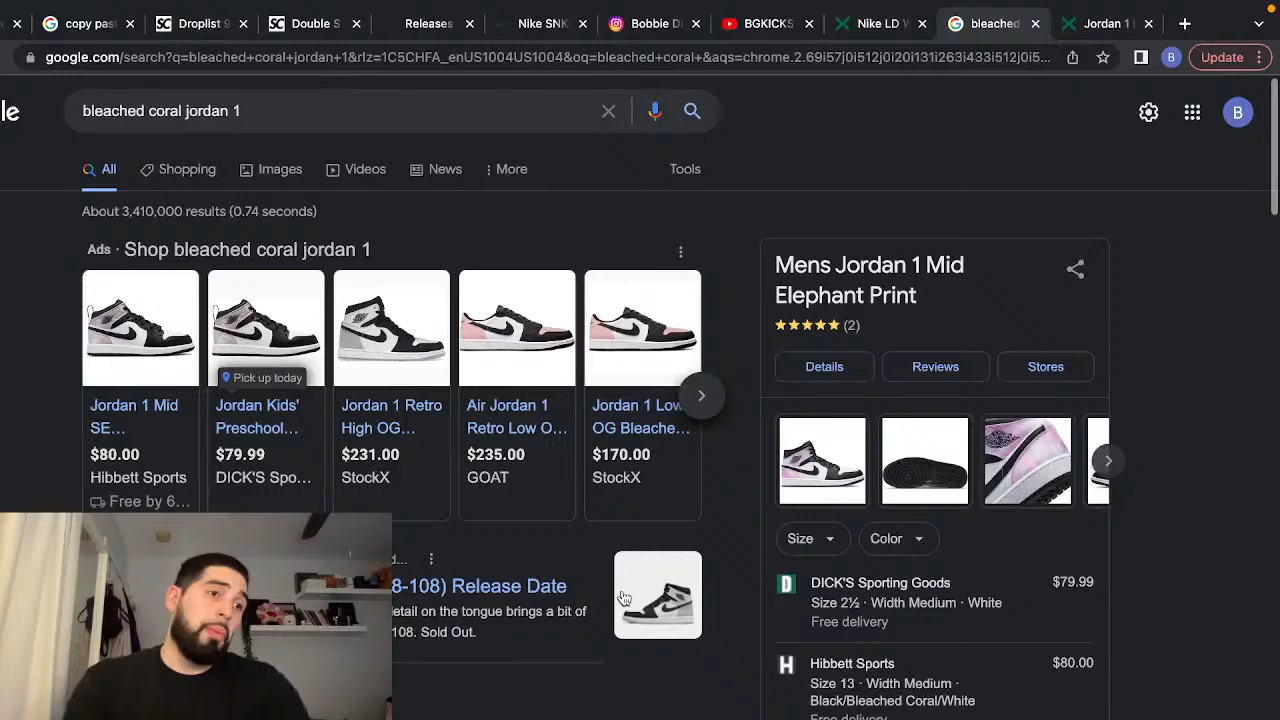 copy past
Droplist 9
Double S
Releases
Nike SNK
Bobbie D
BGKICKS
Nike LD V
bleached
Jordan 1
google.com/search?q=bleached+coral+jordan+1&rlz=1C5CHFA_enUS1004US1004&oq=bleached+coral+&aqs=chrome.2.69i57j0i512j0i20i131i263i433i512j0i5...
B
Update
le
bleached coral jordan 1
B
All
Shopping
Images
Videos
News
More
Tools
About 3,410,000 results (0.74 seconds)
Ads · Shop bleached coral jordan 1
Pick up today
Jordan 1 Mid
SE...
$80.00
Hibbett Sports
Free by 6...
Jordan Kids'
Preschool...
$79.99
DICK'S Spo...
Jordan 1 Retro
High OG...
$231.00
StockX
Air Jordan 1
Retro Low O...
$235.00
GOAT
Jordan 1 Low
OG Bleache...
$170.00
StockX
d...
8-108) Release Date
etail on the tongue brings a bit of
108. Sold Out.
Mens Jordan 1 Mid
Elephant Print
(2)
Details
Reviews
Stores
Size
Color
D
DICK'S Sporting Goods
$79.99
Size 2½ · Width Medium · White
Free delivery
H
Hibbett Sports
$80.00
Size 13 · Width Medium ·
Black/Bleached Coral/White
Free delivery